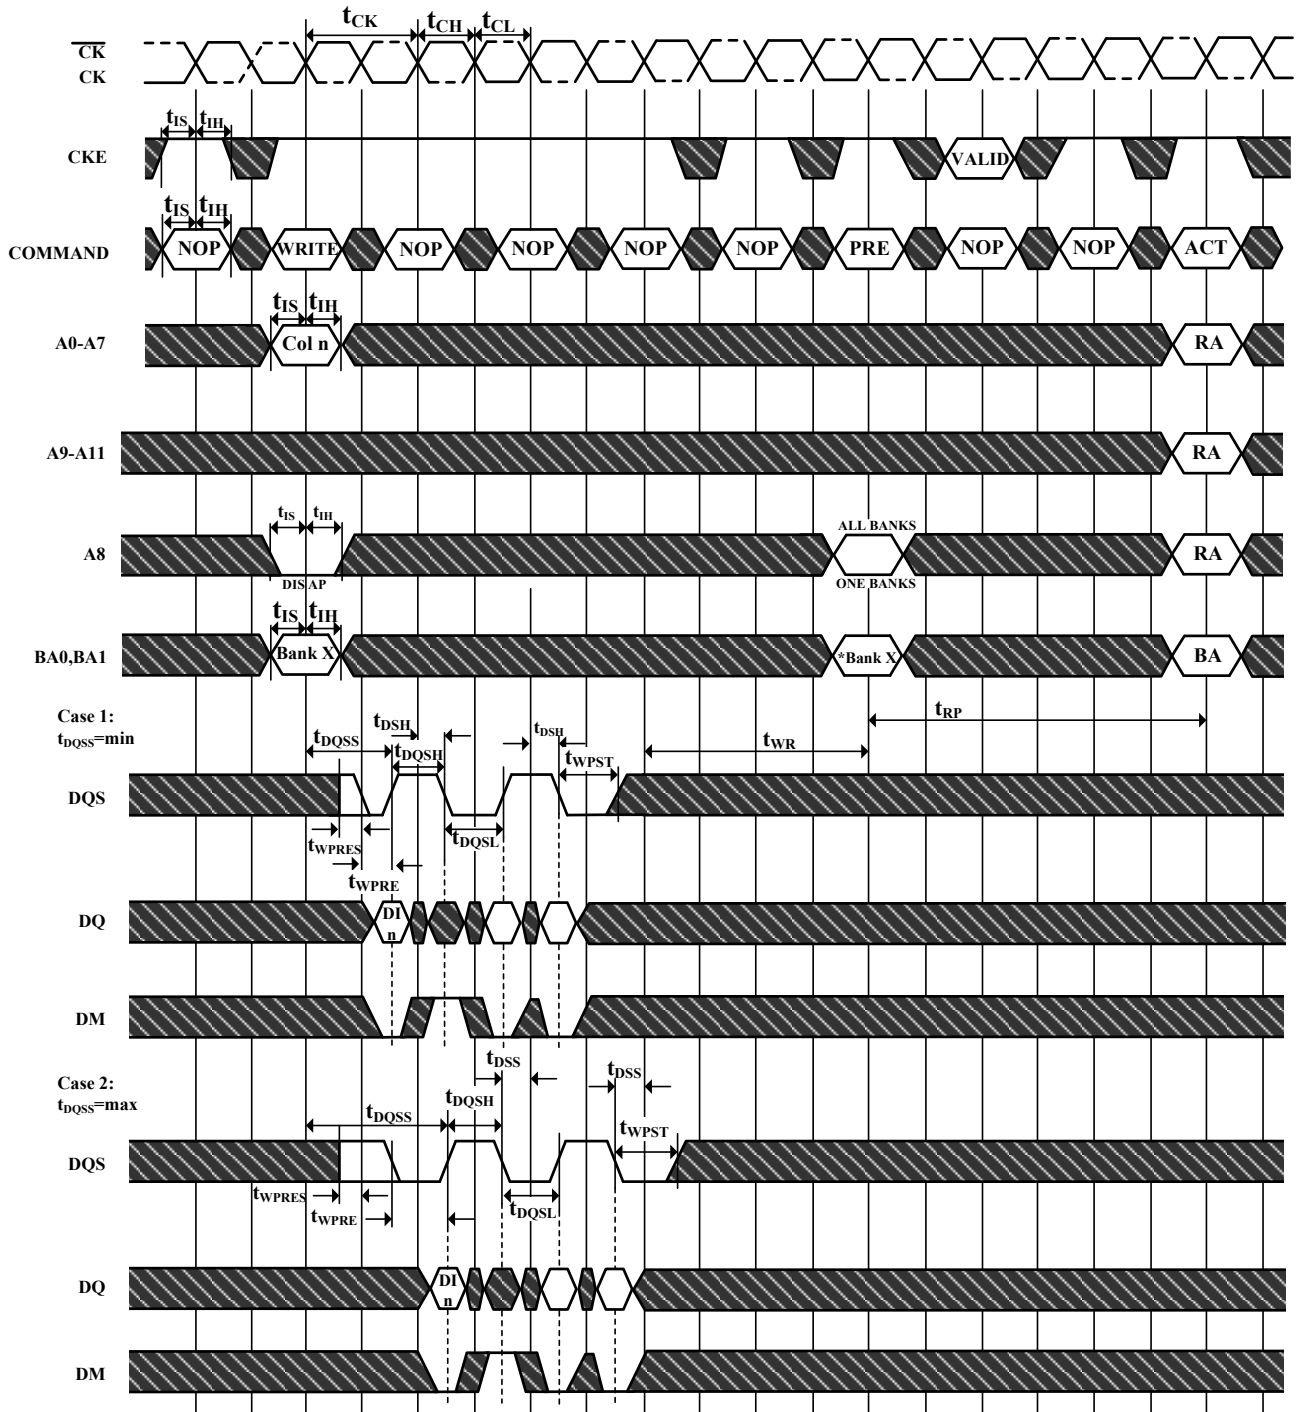 tCK tCH tCL
CK
CK
tIS tIH
CKE VALID
tIS tIH
COMMAND NOP WRITE NOP NOP NOP NOP PRE NOP NOP ACT
tIS tIH
A0-A7 Col n RA
A9-A11 RA
tIS tIH ALL BANKS
A8 RA
DIS AP ONE BANKS
tIS tIH
BA0,BA1 Bank X *Bank X BA
Case 1:
tDQSS=min
tDSH tDSH tRP
tDQSS tDQSH tWR
tWPST
DQS
tWPRES tDQSL
tWPRE
DQ DI
n
DM
tDSS tDSS
Case 2:
tDQSS=max
tDQSS tDQSH
tWPST
DQS
tWPRES tWPRE tDQSL
DQ DI
n
DM